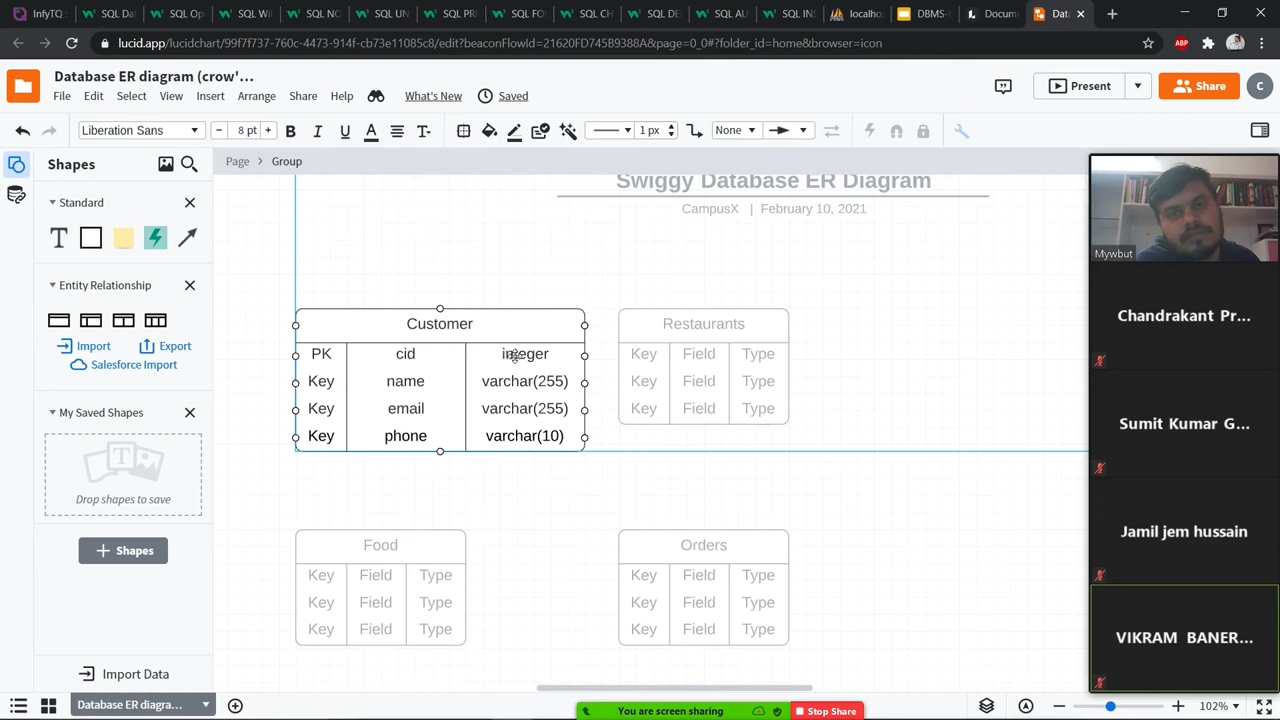 InfyTQ :
SQL Op
SQL Wi
SQL NO
SQL UN
SQL PR
SQL FO
SQL CH
SQL DE
SQL AU
SQL INS
localho
DBMS-
Docum
Dat
lucid.app/lucidchart/99f7f737-760c-4473-914f-cb73e11085c8/edit?beaconFlowId=21620FD745B9388A&page=0_0#?folder_id=home&browser=icon
ABP
Database ER diagram (crow'...
File Edit Select View Insert Arrange Share Help What's New Saved
Present
Share
C
Liberation Sans 8 pt B I U A T 1 px None
Shapes
Page > Group
Standard
T
Entity Relationship
Import Export
Salesforce Import
My Saved Shapes
Drop shapes to save
+ Shapes
Import Data
Swiggy Database ER Diagram
CampusX | February 10, 2021
Customer
PK cid integer
Key name varchar(255)
Key email varchar(255)
Key phone varchar(10)
Restaurants
Key Field Type
Key Field Type
Key Field Type
Food
Key Field Type
Key Field Type
Key Field Type
Orders
Key Field Type
Key Field Type
Key Field Type
Mywbut
Chandrakant Pr...
Sumit Kumar G...
Jamil jem hussain
VIKRAM BANER...
Database ER diagra...
You are screen sharing
Stop Share
102%